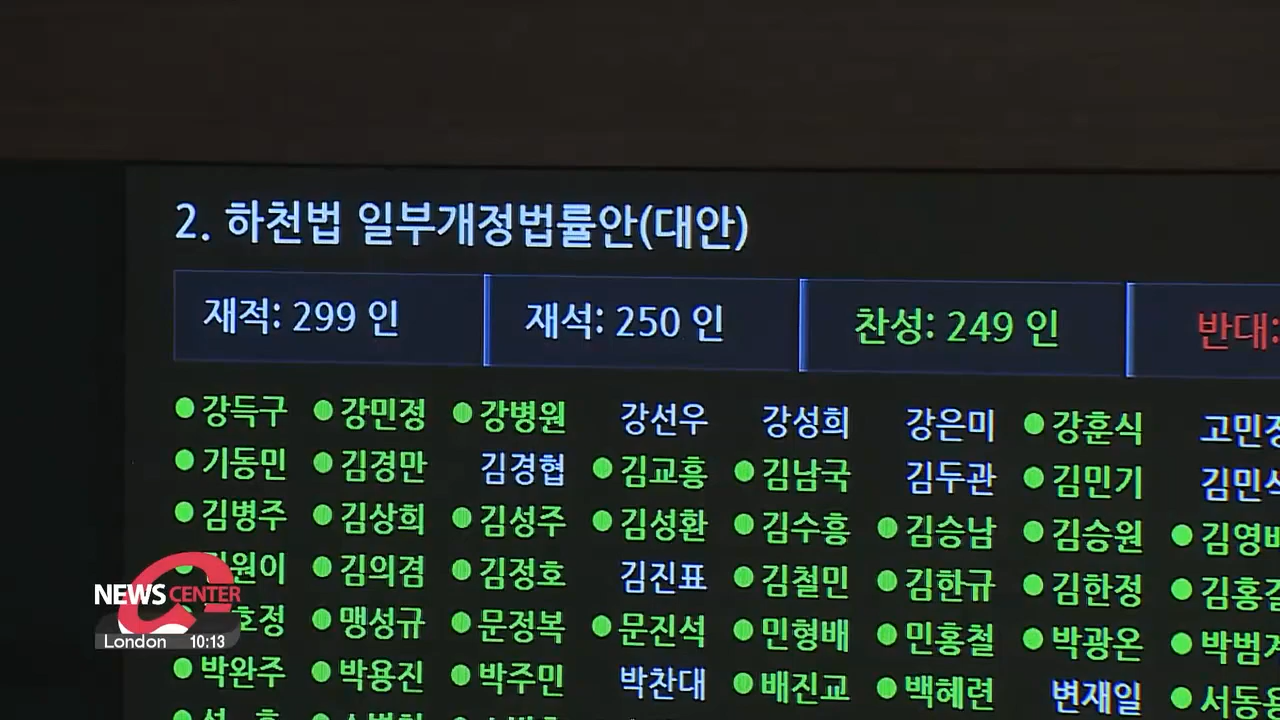 2. 하천법 일부개정법률안(대안)
재적: 299 인 재석: 250 인 찬성: 249 인 반대:
강득구 강민정 강병원 강선우 강성희 강은미 강훈식 고민정
기동민 김경만 김경협 김교흥 김남국 김두관 김민기
김병주 김상희 김성주 김성환 김수흥 김승남 김승원
김의겸 김정호 김진표 김철민 김한규 김한정
맹성규 문정복 문진석 민형배 민홍철 박광온
박완주 박용진 박주민 박찬대 배진교 백혜련 변재일
NEWS CENTER
London 10:13